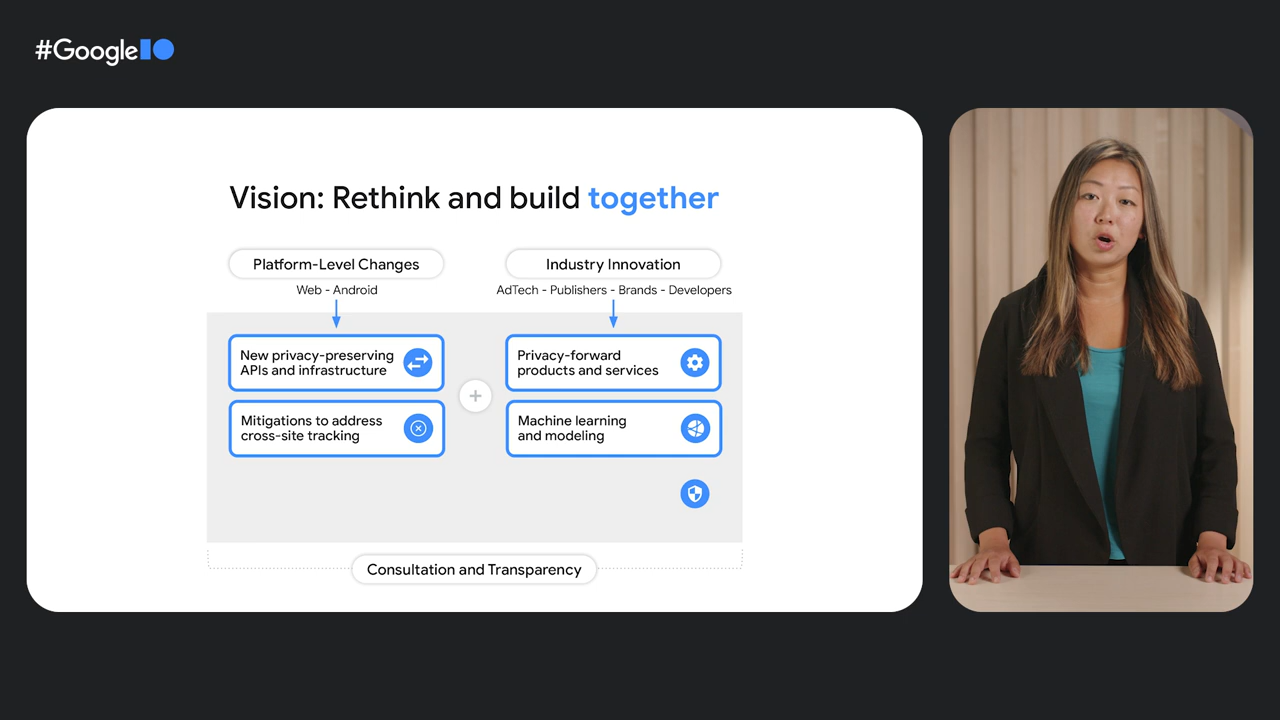 #GoogleIO
Vision: Rethink and build together
Platform-Level Changes
Web - Android
New privacy-preserving
APIs and infrastructure
Mitigations to address
cross-site tracking
+
Industry Innovation
AdTech - Publishers - Brands - Developers
Privacy-forward
products and services
Machine learning
and modeling
Consultation and Transparency